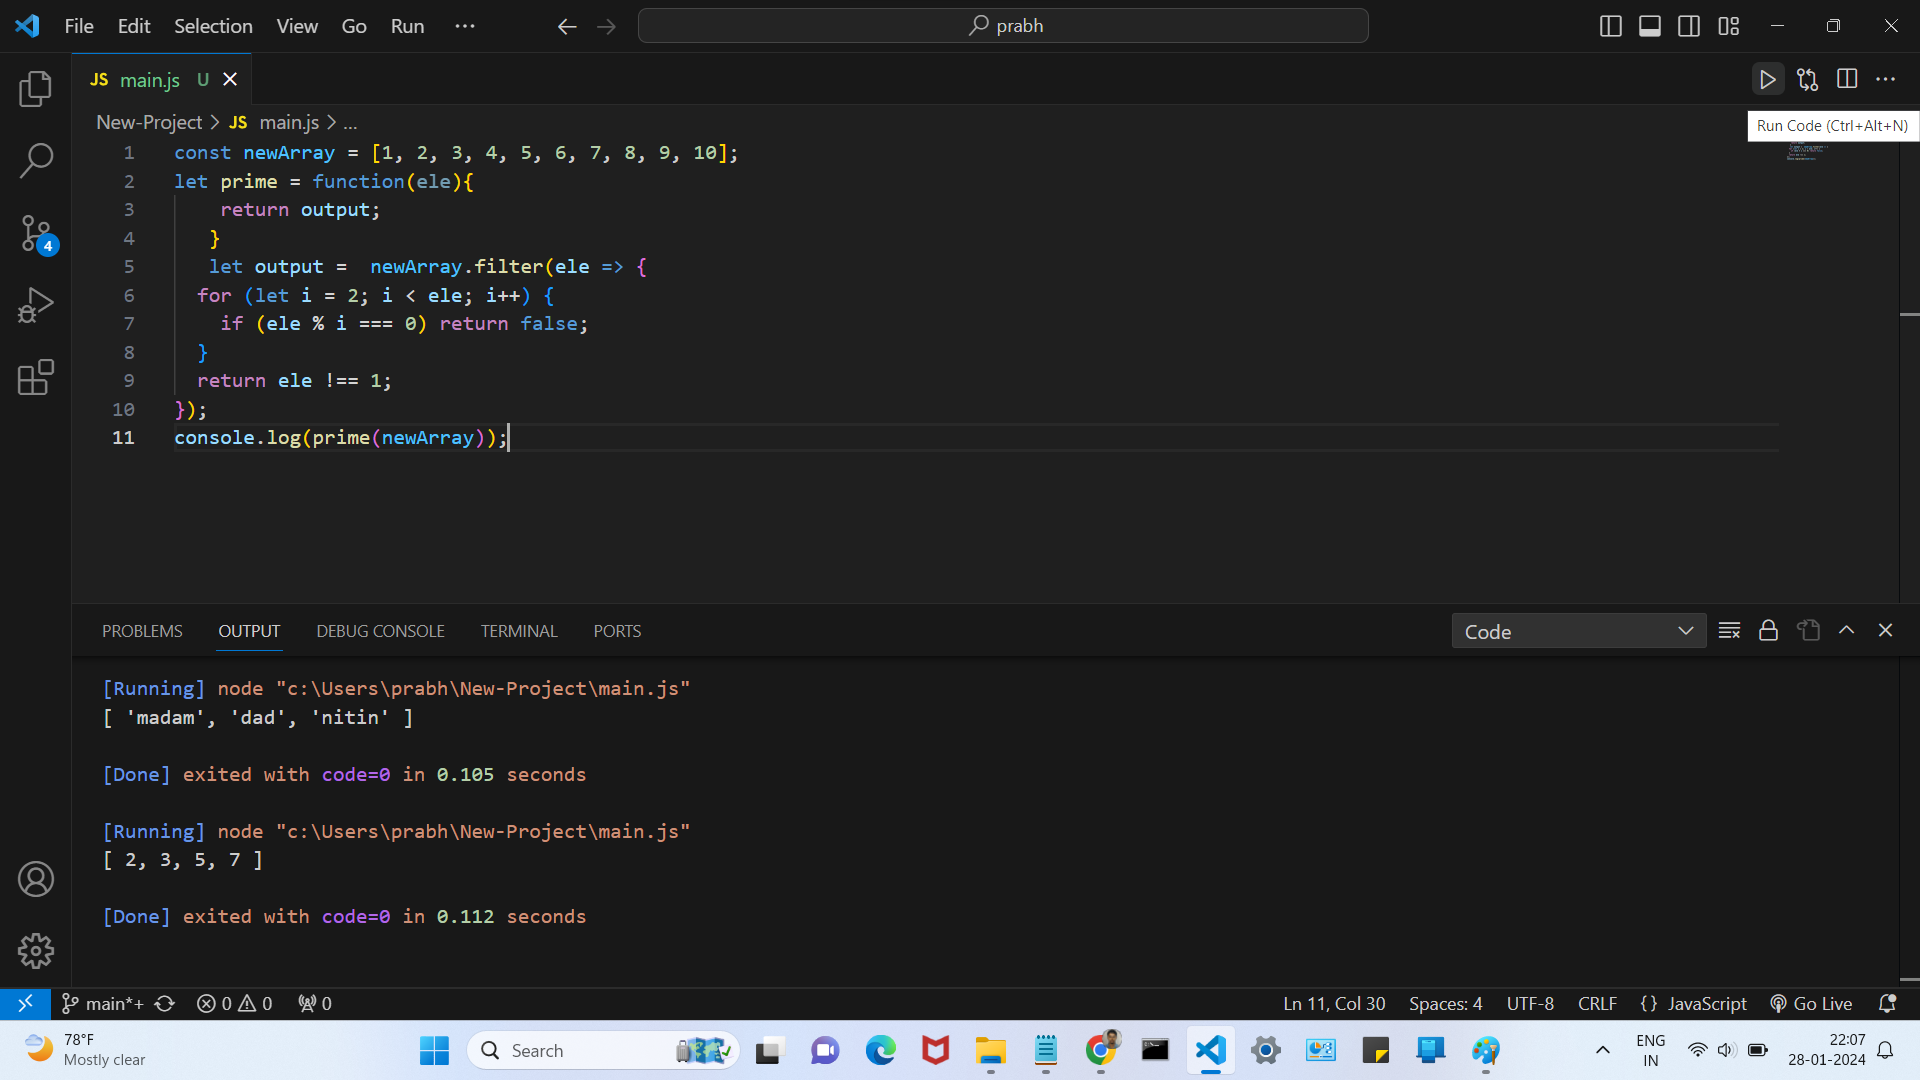 File Edit Selection View Go Run ... prabh
JS main.js U
New-Project > JS main.js > ...
Run Code (Ctrl+Alt+N)
1 const newArray = [1, 2, 3, 4, 5, 6, 7, 8, 9, 10];
2 let prime = function(ele){
3 return output;
4 }
5 let output =  newArray.filter(ele => {
6 for (let i = 2; i < ele; i++) {
7 if (ele % i === 0) return false;
8 }
9 return ele !== 1;
10 });
11 console.log(prime(newArray));
4
PROBLEMS OUTPUT DEBUG CONSOLE TERMINAL PORTS Code
[Running] node "c:\Users\prabh\New-Project\main.js"
[ 'madam', 'dad', 'nitin' ]
[Done] exited with code=0 in 0.105 seconds
[Running] node "c:\Users\prabh\New-Project\main.js"
[ 2, 3, 5, 7 ]
[Done] exited with code=0 in 0.112 seconds
main*+ 0 0 0 Ln 11, Col 30 Spaces: 4 UTF-8 CRLF {} JavaScript Go Live
78°F
Mostly clear
Search
ENG
IN
22:07
28-01-2024